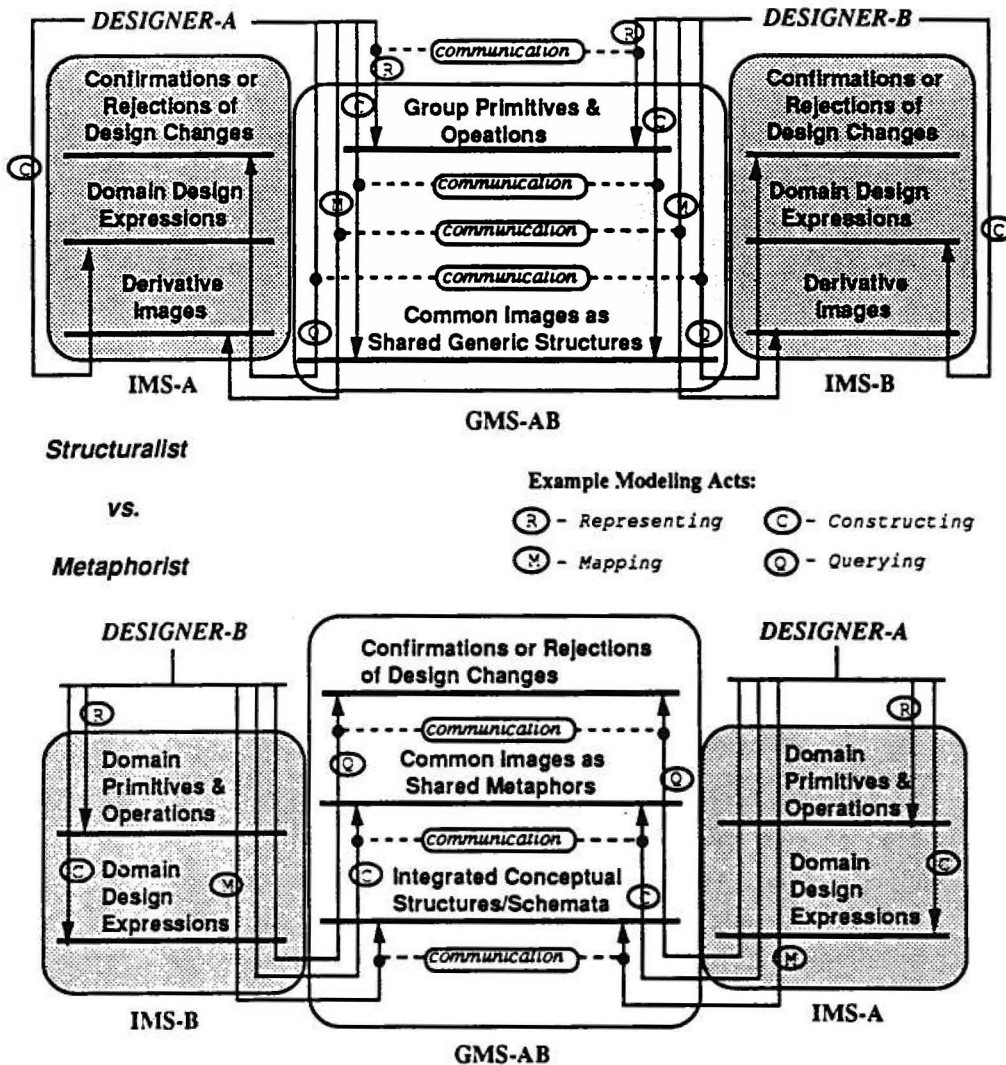 DESIGNER-A
DESIGNER-B
R
communication
R
Confirmations or
Rejections of
Design Changes
C
Group Primitives &
Opeations
C
Confirmations or
Rejections of
Design Changes
C
communication
Domain Design
Expressions
M
communication
M
Domain Design
Expressions
C
communication
Derivative
Images
Q
Common Images as
Shared Generic Structures
Q
Derivative
Images
IMS-A
IMS-B
GMS-AB
Structuralist
vs.
Metaphorist
Example Modeling Acts:
R - Representing
C - Constructing
M - Mapping
Q - Querying
DESIGNER-B
DESIGNER-A
Confirmations or Rejections
of Design Changes
R
R
communication
Domain
Primitives &
Operations
Q
Common Images as
Shared Metaphors
Q
Domain
Primitives &
Operations
communication
C
Domain
Design
Expressions
M
C
Integrated Conceptual
Structures/Schemata
C
Domain
Design
Expressions
C
communication
M
IMS-B
IMS-A
GMS-AB